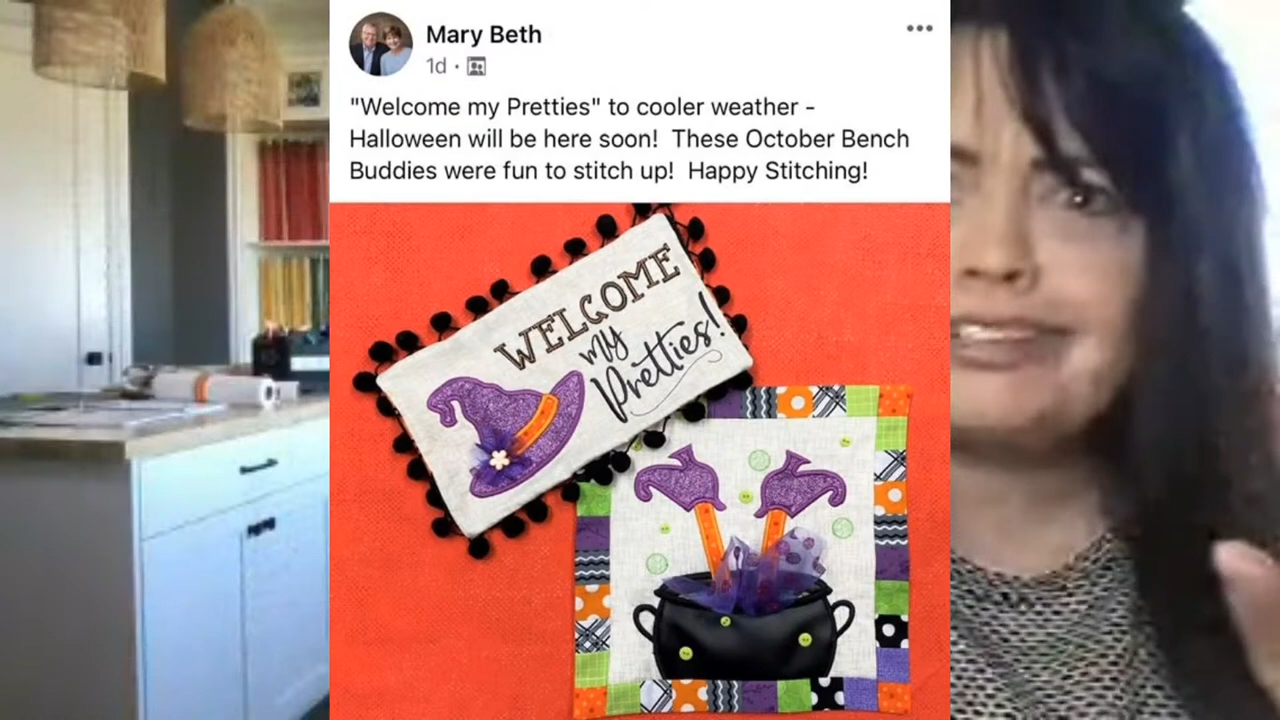 Mary Beth
1d ·
"Welcome my Pretties" to cooler weather -
Halloween will be here soon!  These October Bench
Buddies were fun to stitch up!  Happy Stitching!
WELCOME
my
Pretties!